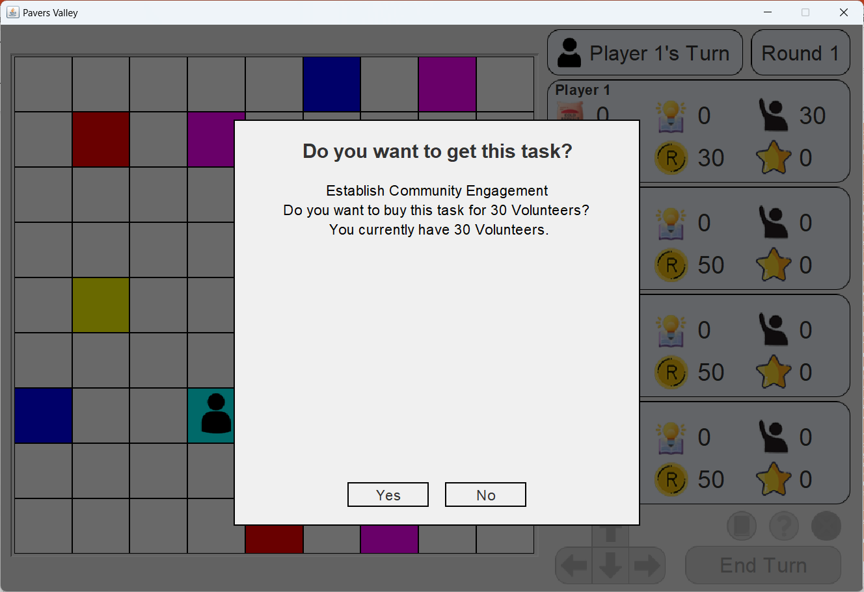 Pavers Valley
Player 1's Turn
Round 1
Player 1
0
0
30
R
30
0
Do you want to get this task?
Establish Community Engagement
Do you want to buy this task for 30 Volunteers?
You currently have 30 Volunteers.
Yes
No
0
0
R
50
0
0
0
R
50
0
0
0
R
50
0
?
End Turn